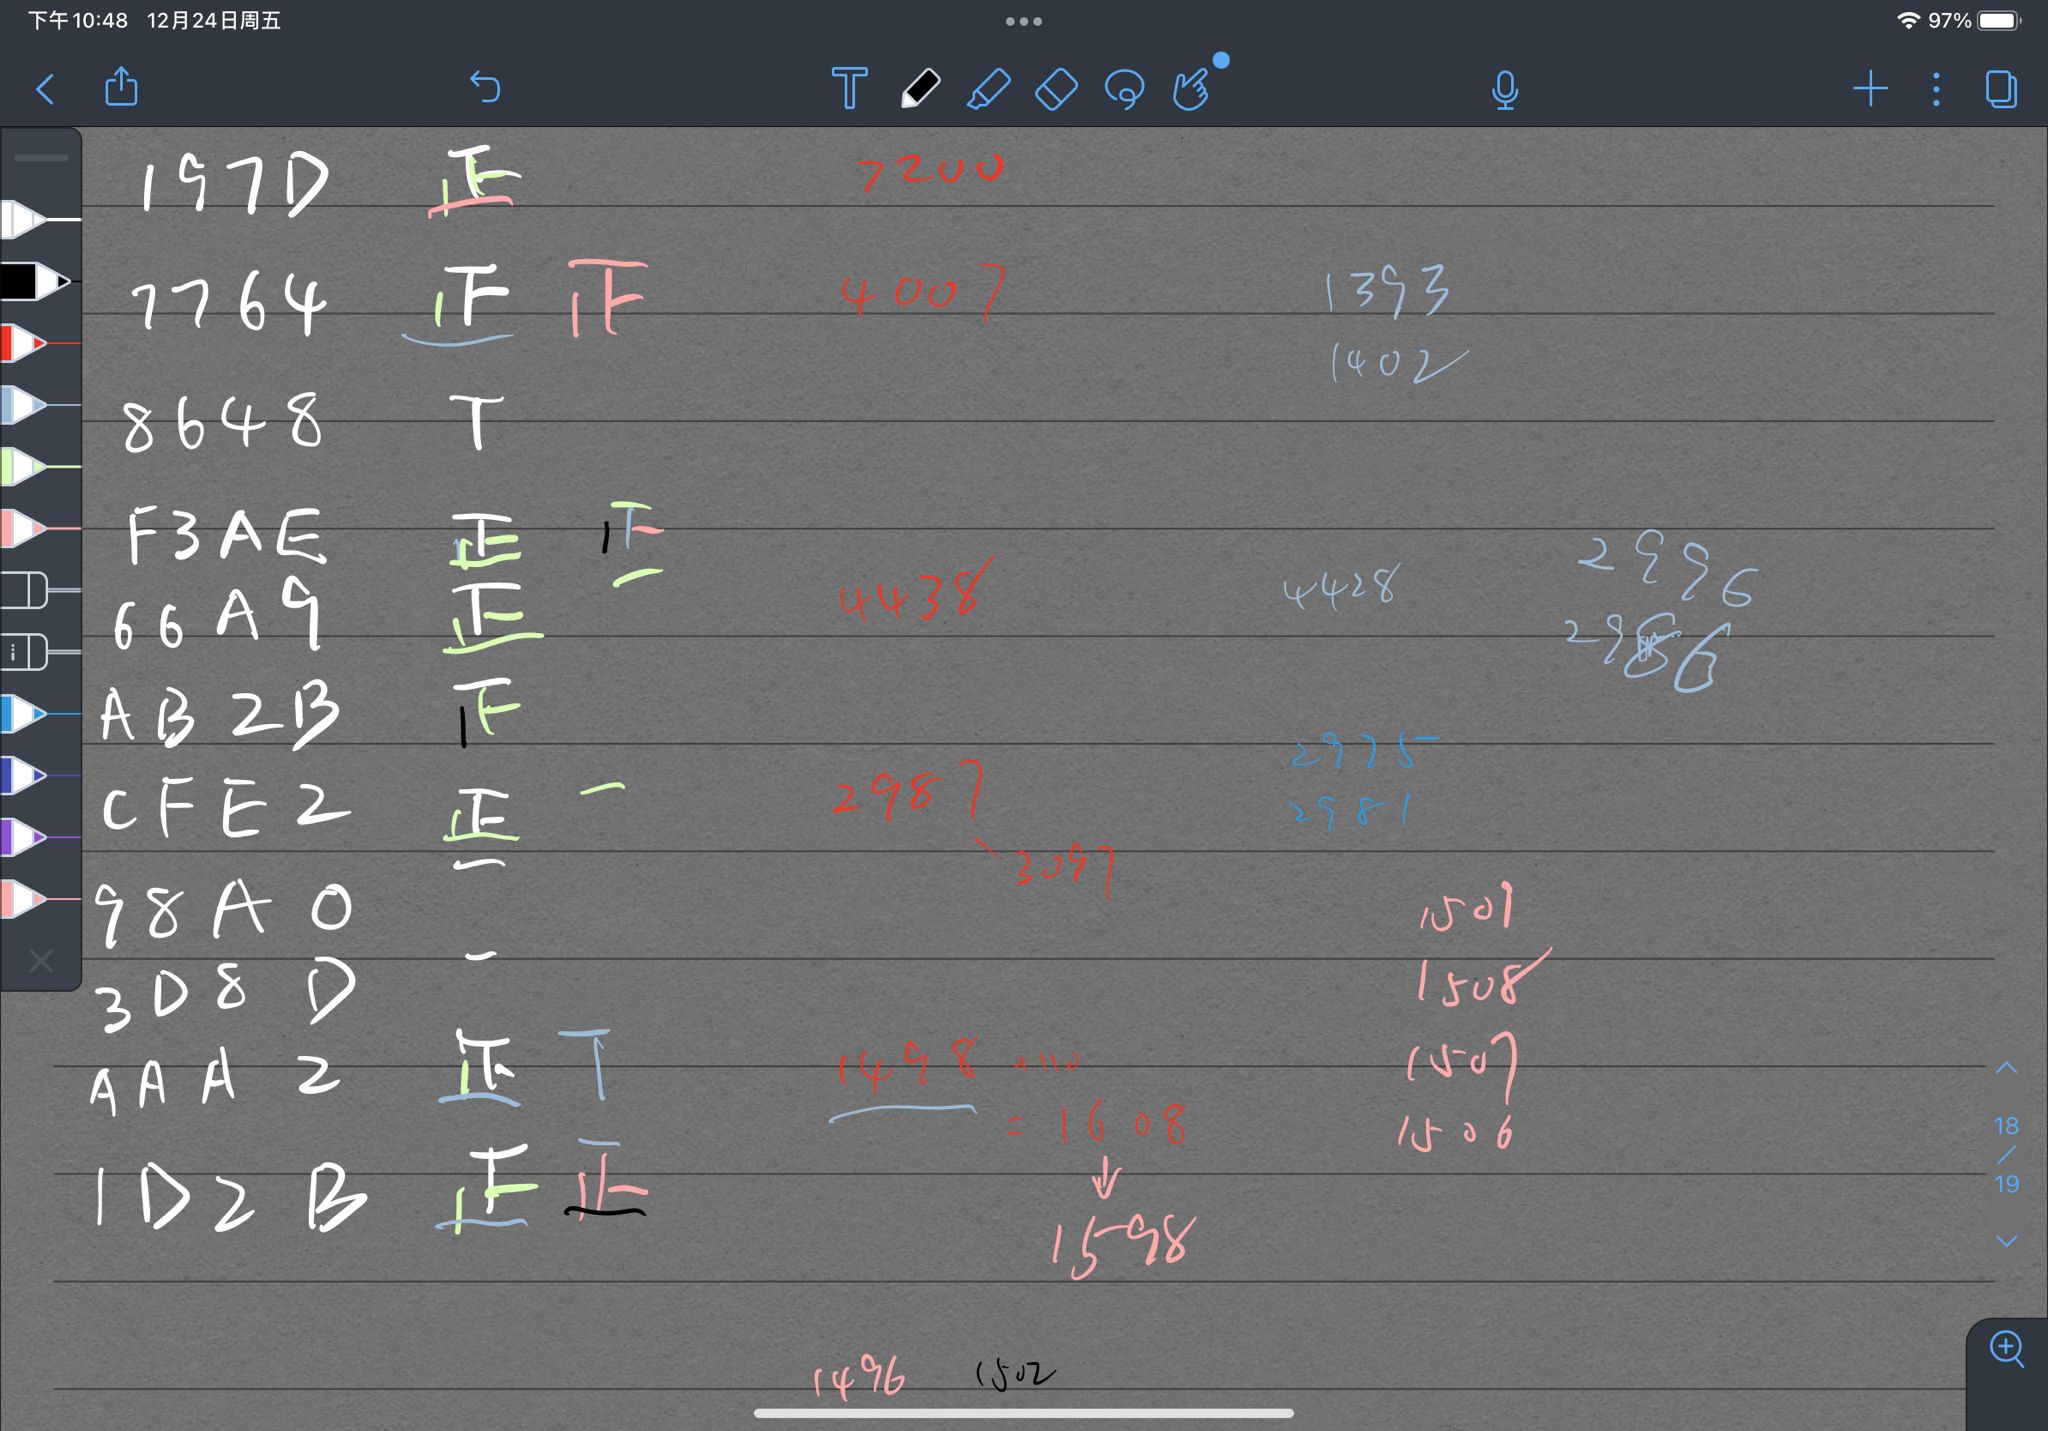 下午10:48 12月24日周五 97%
197D 正 7200
7764 正 正 4007 1393
1402
8648 T
F3AE 正 正 2996
66A9 正 4438 4428
AB2B 正
2975
CFE2 正 一 2987 2981
一 3097
98A0 1509
3D8D 一 1508
AAA2 T 1498 +110 1507
= 1608 1506
1D2B 正 正
↓
1598
18
/
19
1496 1502